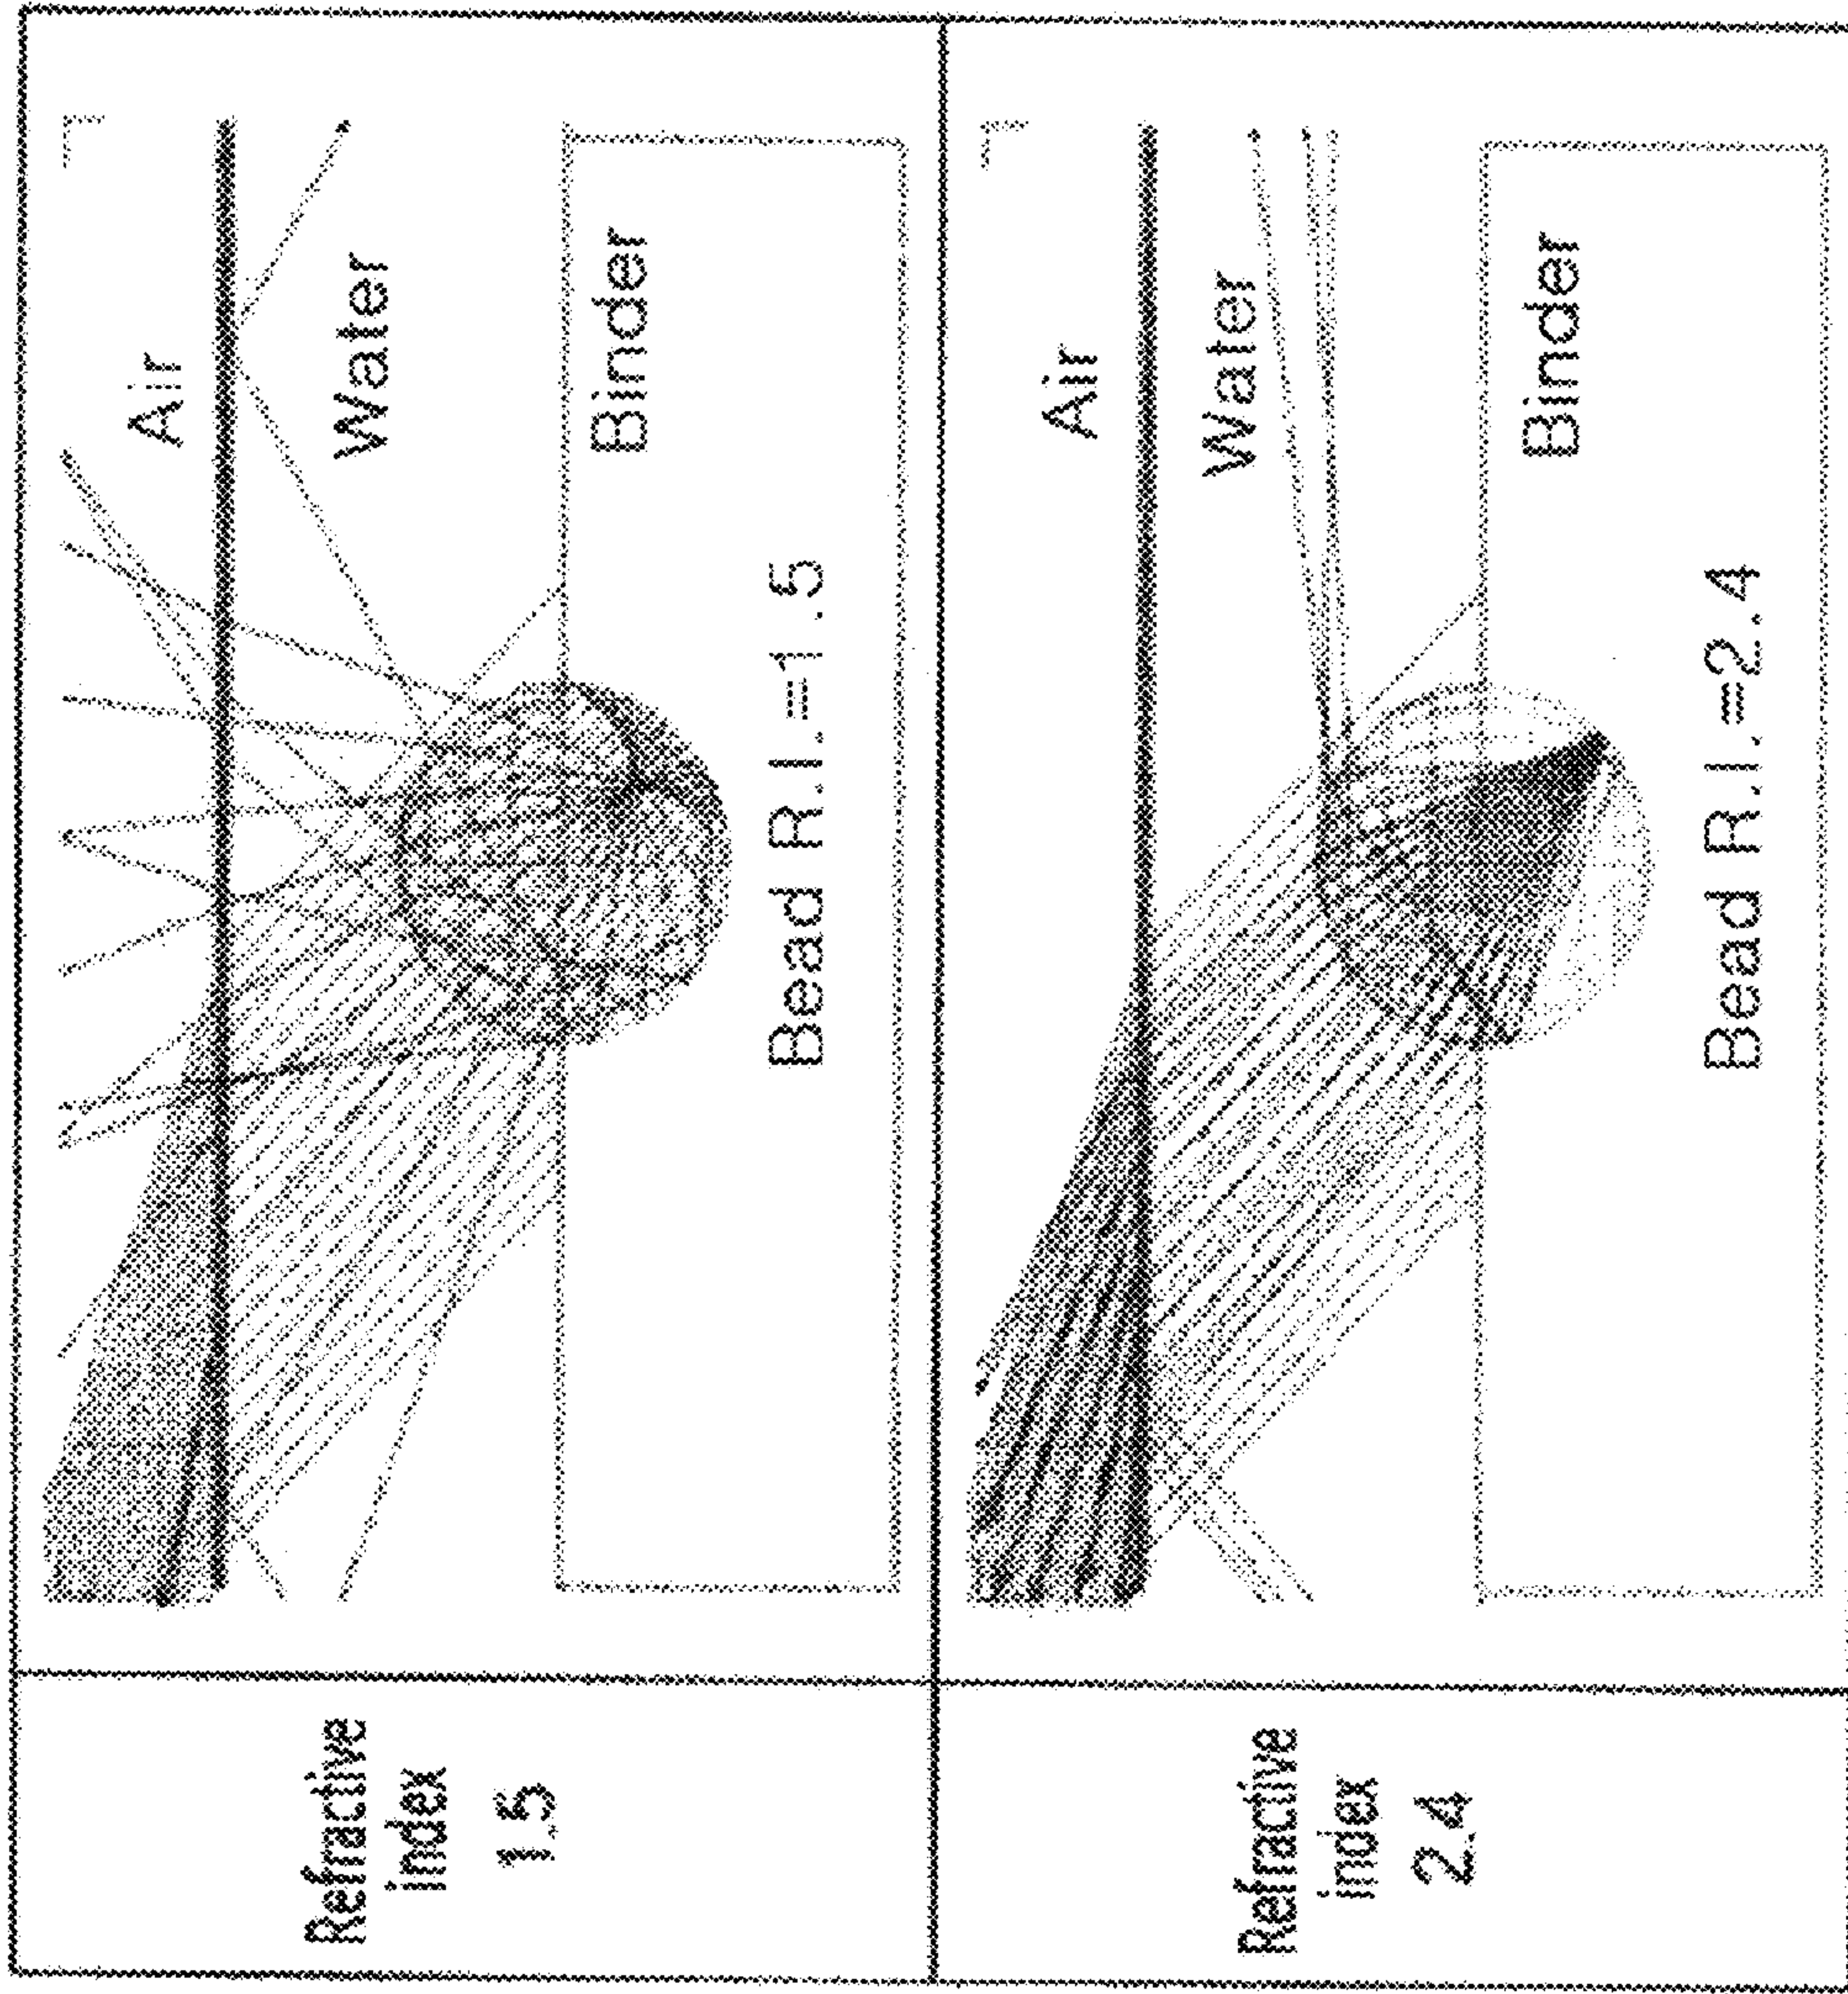 Refractive
index
1.5
Air
Water
Binder
Bead R.I.=1.5
Refractive
index
2.4
Air
Water
Binder
Bead R.I.=2.4